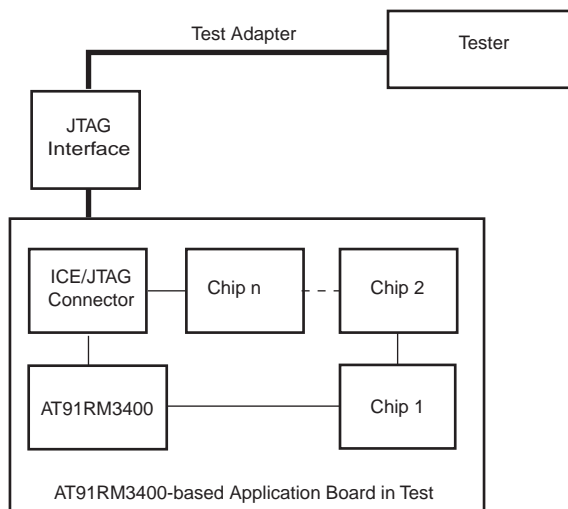 Test Adapter
Tester
JTAG
Interface
ICE/JTAG
Connector
Chip n
Chip 2
AT91RM3400
Chip 1
AT91RM3400-based Application Board in Test